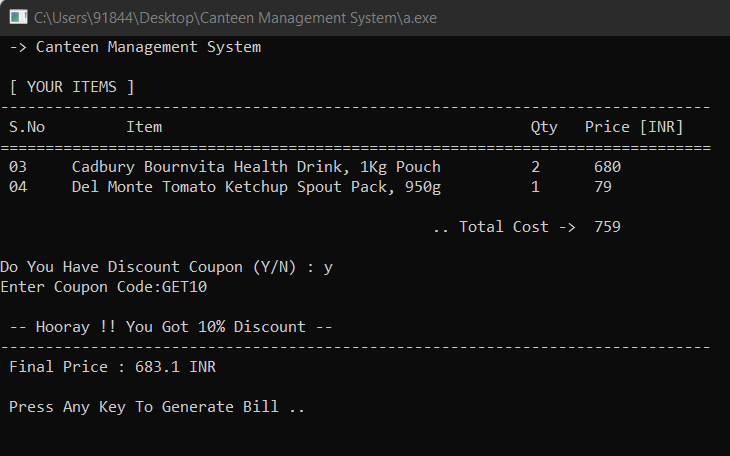 C:\Users\91844\Desktop\Canteen Management System\a.exe
-> Canteen Management System
[ YOUR ITEMS ]
-------------------------------------------------------------------------------
S.No Item Qty Price [INR]
===============================================================================
03 Cadbury Bournvita Health Drink, 1Kg Pouch 2 680
04 Del Monte Tomato Ketchup Spout Pack, 950g 1 79
.. Total Cost -> 759
Do You Have Discount Coupon (Y/N) : y
Enter Coupon Code:GET10
-- Hooray !! You Got 10% Discount --
-------------------------------------------------------------------------------
Final Price : 683.1 INR
Press Any Key To Generate Bill ..